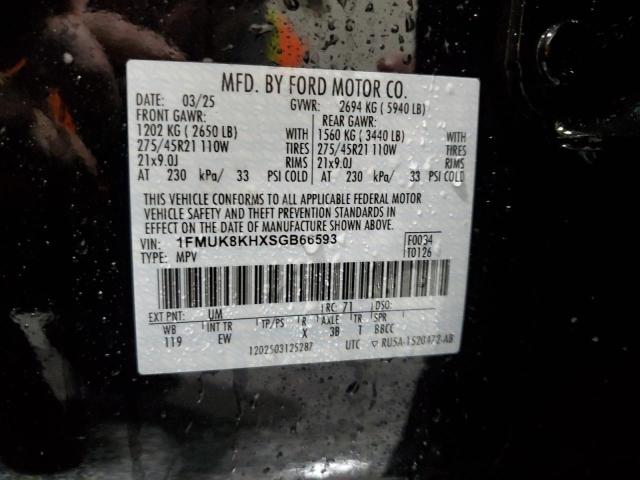 MFD. BY FORD MOTOR CO.
DATE: 03/25 GVWR: 2694 KG (5940 LB)
FRONT GAWR: REAR GAWR:
1202 KG (2650 LB) WITH 1560 KG (3440 LB) WITH
275/45R21 110W TIRES 275/45R21 110W TIRES
21x9.0J RIMS 21x9.0J RIMS
AT 230 kPa/ 33 PSI COLD AT 230 kPa/ 33 PSI COLD
THIS VEHICLE CONFORMS TO ALL APPLICABLE FEDERAL MOTOR
VEHICLE SAFETY AND THEFT PREVENTION STANDARDS IN
EFFECT ON THE DATE OF MANUFACTURE SHOWN ABOVE.
VIN: 1FMUK8KHXSGB66593 F0034
TYPE: MPV T0126
EXT PNT: UM RC: 71 DSO:
WB INT TR TP/PS R AXLE TR SPR
119 EW X 3B T BBCC
1202503125287 UTC ▽ RU5A-1520472-AB